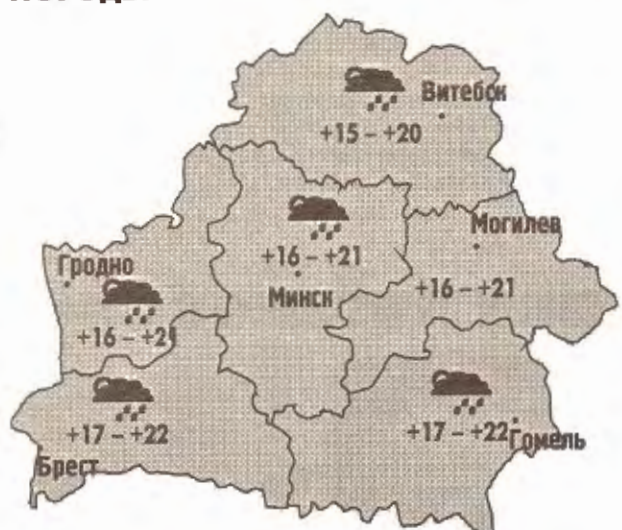 Витебск
+15 – +20
Могилев
+16 – +21
+16 – +21
Минск
Гродно
+16 – +21
+17 – +22
Брест
+17 – +22
Гомель